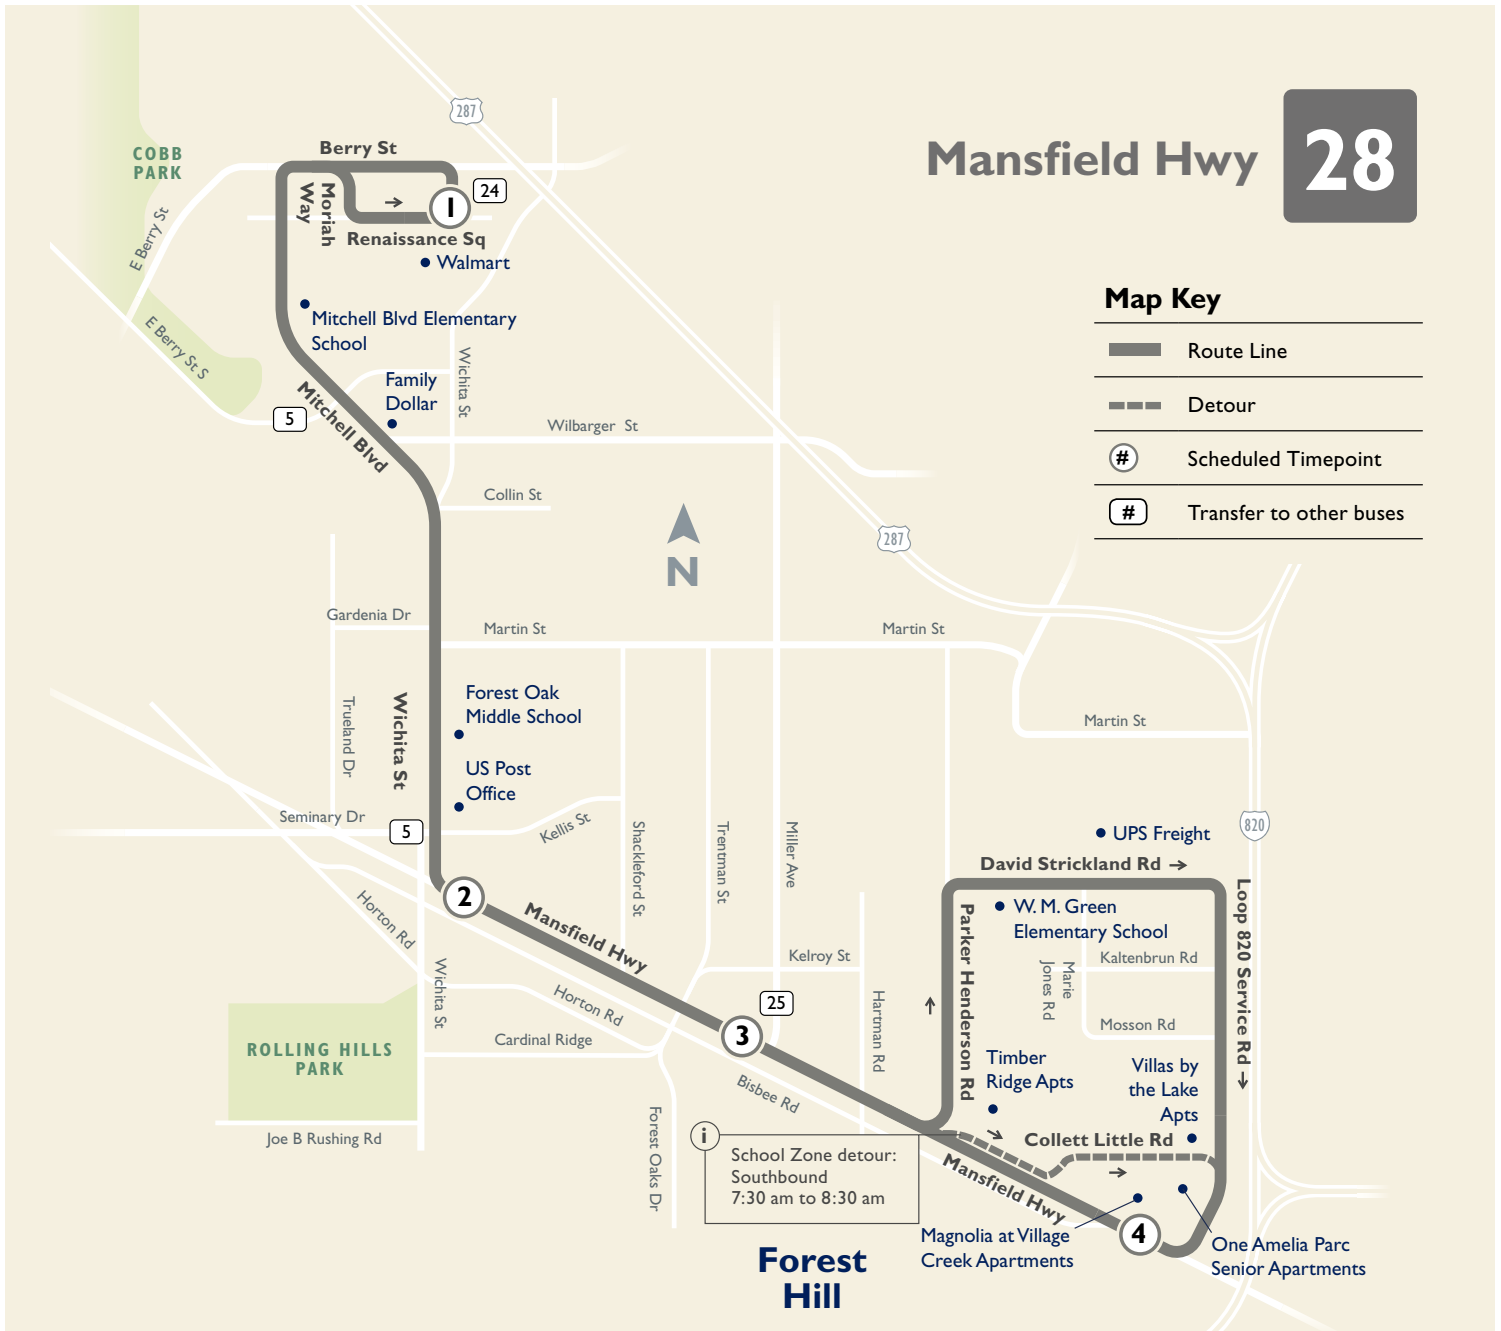 Mansfield Hwy
28
287
COBB
PARK
Berry St
Moriah
Way
24
1
Renaissance Sq
Walmart
E Berry St
Mitchell Blvd Elementary
School
E Berry St S
Family
Dollar
Wichita St
5
Mitchell Blvd
Wilbarger St
Collin St
Map Key
Route Line
Detour
#
Scheduled Timepoint
#
Transfer to other buses
N
287
Gardenia Dr
Martin St
Martin St
Trueland Dr
Wichita St
Forest Oak
Middle School
Martin St
US Post
Office
Seminary Dr
5
Kellis St
Shackleford St
Trentman St
Miller Ave
820
UPS Freight
David Strickland Rd
2
Horton Rd
Mansfield Hwy
Parker Henderson Rd
W. M. Green
Elementary School
Loop 820 Service Rd
Kelroy St
Kaltenbrun Rd
Marie
Jones Rd
Wichita St
Horton Rd
25
Hartman Rd
Mosson Rd
3
Cardinal Ridge
ROLLING HILLS
PARK
Timber
Ridge Apts
Villas by
the Lake
Apts
Bisbee Rd
Joe B Rushing Rd
Forest Oaks Dr
i
School Zone detour:
Southbound
7:30 am to 8:30 am
Collett Little Rd
Mansfield Hwy
4
Magnolia at Village
Creek Apartments
One Amelia Parc
Senior Apartments
Forest
Hill